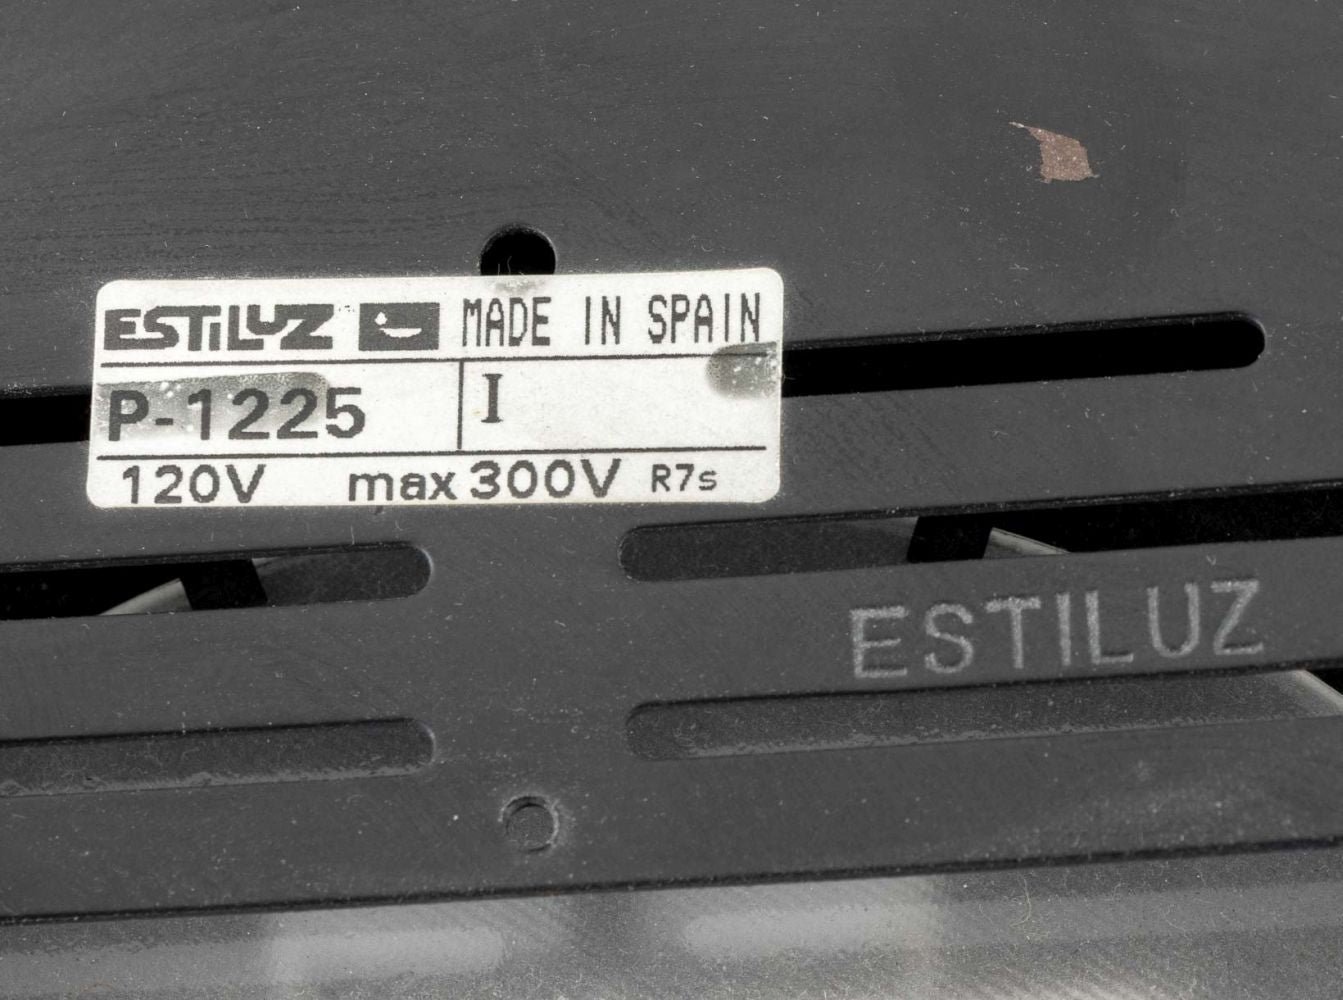 ESTILUZ MADE IN SPAIN
P-1225 I
120V max 300V R7s
ESTILUZ